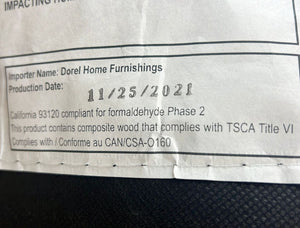 IMPACTING
Importer Name: Dorel Home Furnishings
Production Date:
11/25/2021
California 93120 compliant for formaldehyde Phase 2
This product contains composite wood that complies with TSCA Title VI
Complies with / Conforme au CAN/CSA-O160